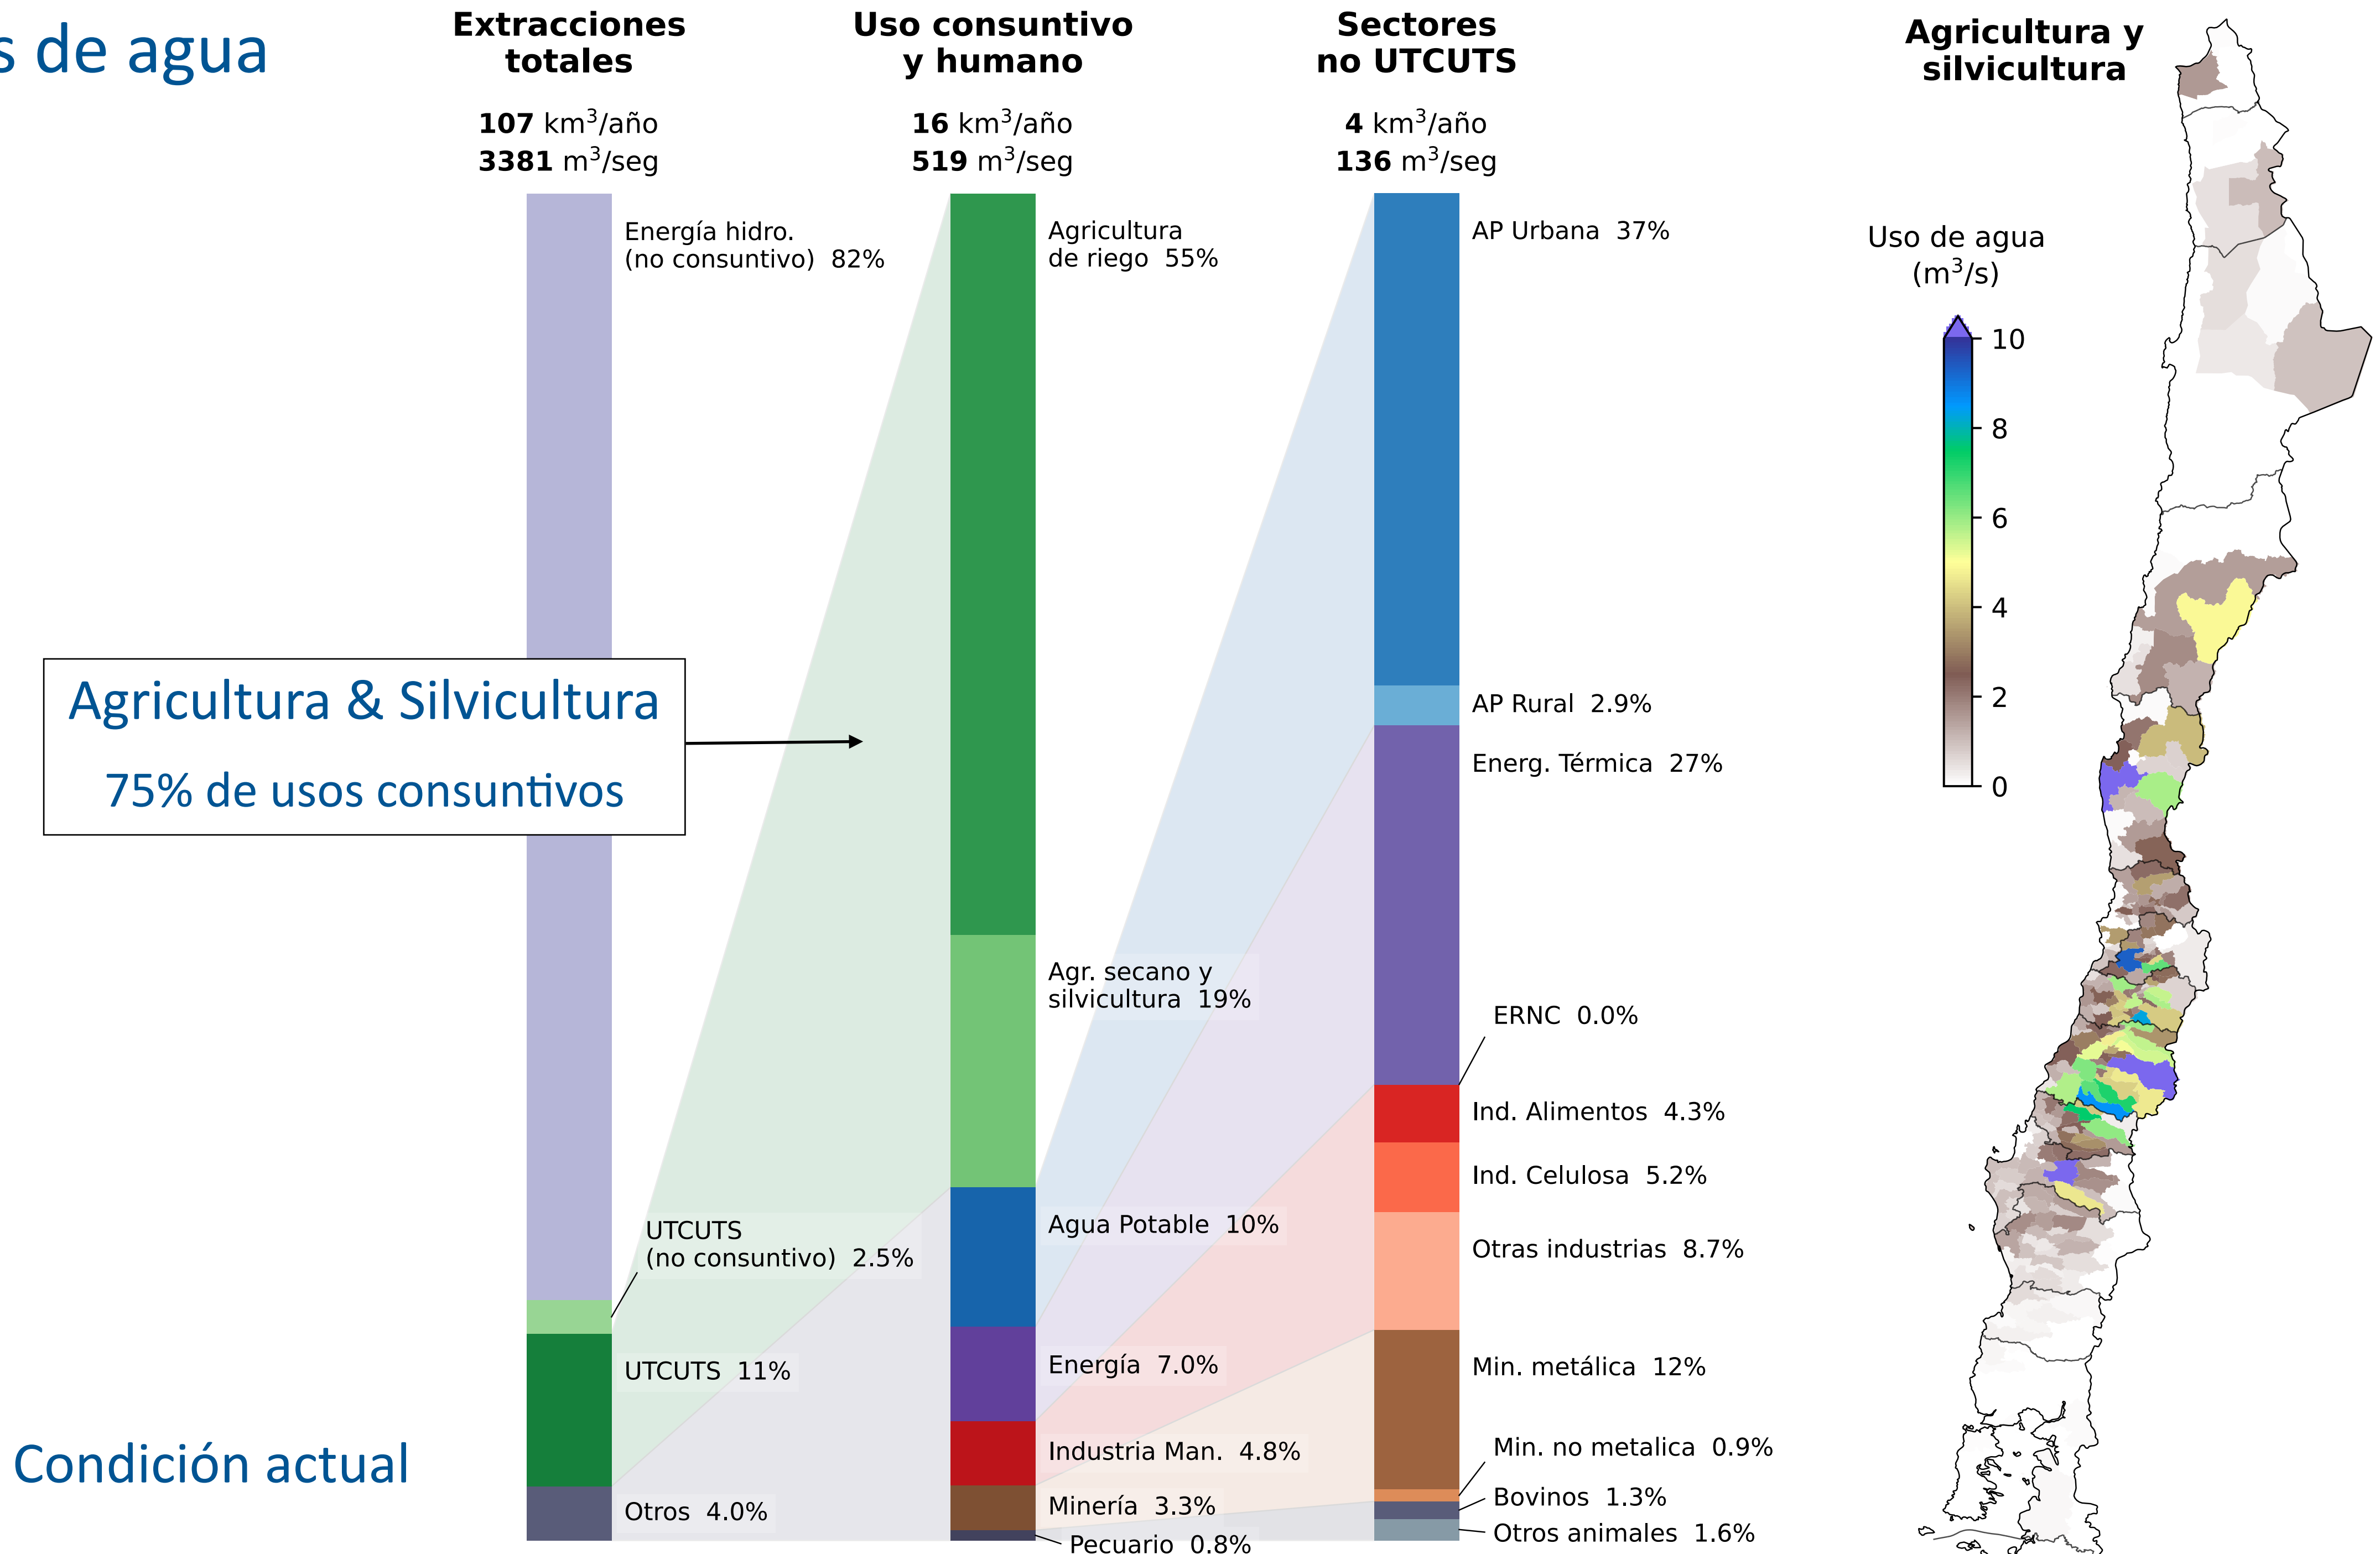 s de agua
Extracciones
totales
107 km³/año
3381 m³/seg
Energía hidro.
(no consuntivo) 82%
UTCUTS
(no consuntivo) 2.5%
UTCUTS 11%
Otros 4.0%
Uso consuntivo
y humano
16 km³/año
519 m³/seg
Agricultura
de riego 55%
Agr. secano y
silvicultura 19%
Agua Potable 10%
Energía 7.0%
Industria Man. 4.8%
Minería 3.3%
Pecuario 0.8%
Sectores
no UTCUTS
4 km³/año
136 m³/seg
AP Urbana 37%
AP Rural 2.9%
Energ. Térmica 27%
ERNC 0.0%
Ind. Alimentos 4.3%
Ind. Celulosa 5.2%
Otras industrias 8.7%
Min. metálica 12%
Min. no metalica 0.9%
Bovinos 1.3%
Otros animales 1.6%
Agricultura y
silvicultura
Uso de agua
(m³/s)
10
8
6
4
2
0
Agricultura & Silvicultura
75% de usos consuntivos
Condición actual